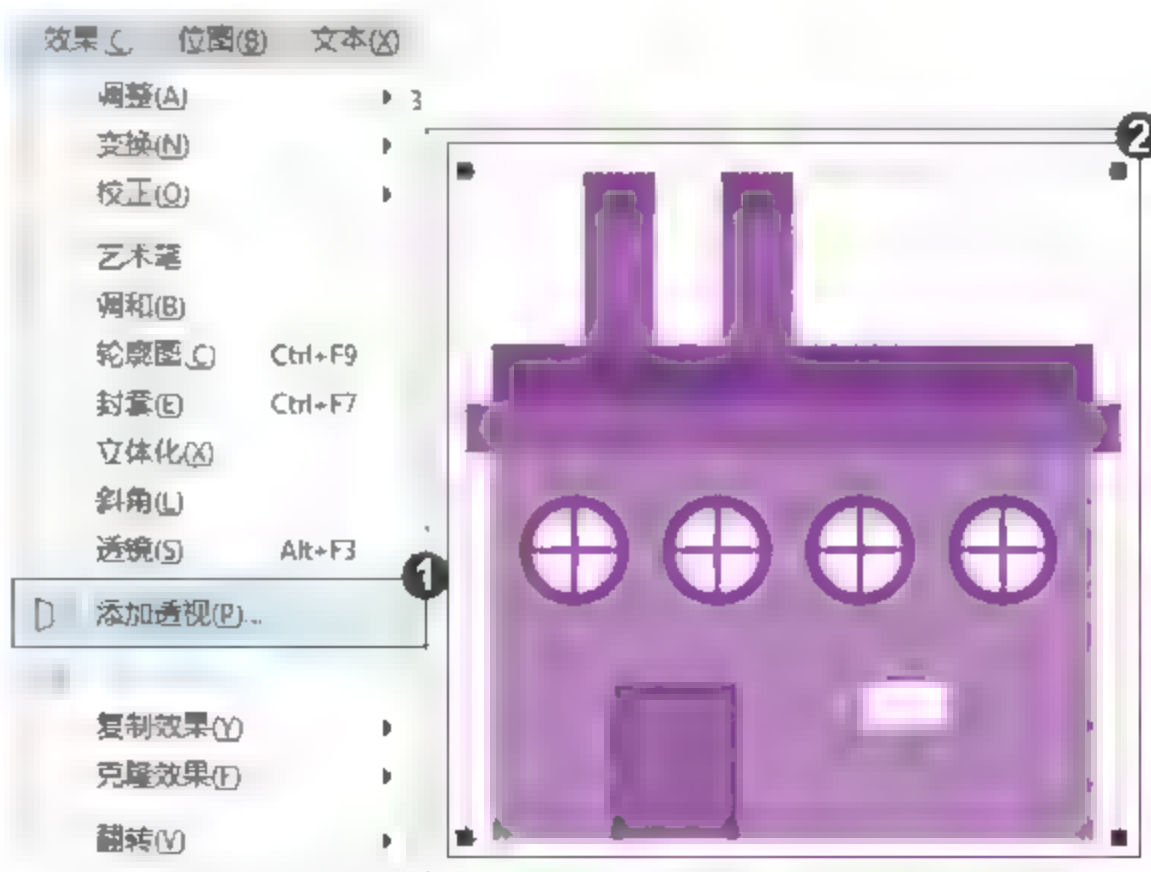 效果(C 位图(B) 文本(X)
调整(A)
变换(N)
校正(O)
艺术笔
调和(B)
轮廓图(C) Ctrl+F9
封套(E) Ctrl+F7
立体化(X)
斜角(L)
透镜(S) Alt+F3
1
添加透视(P)...
复制效果(Y)
克隆效果(F)
翻转(V)
2